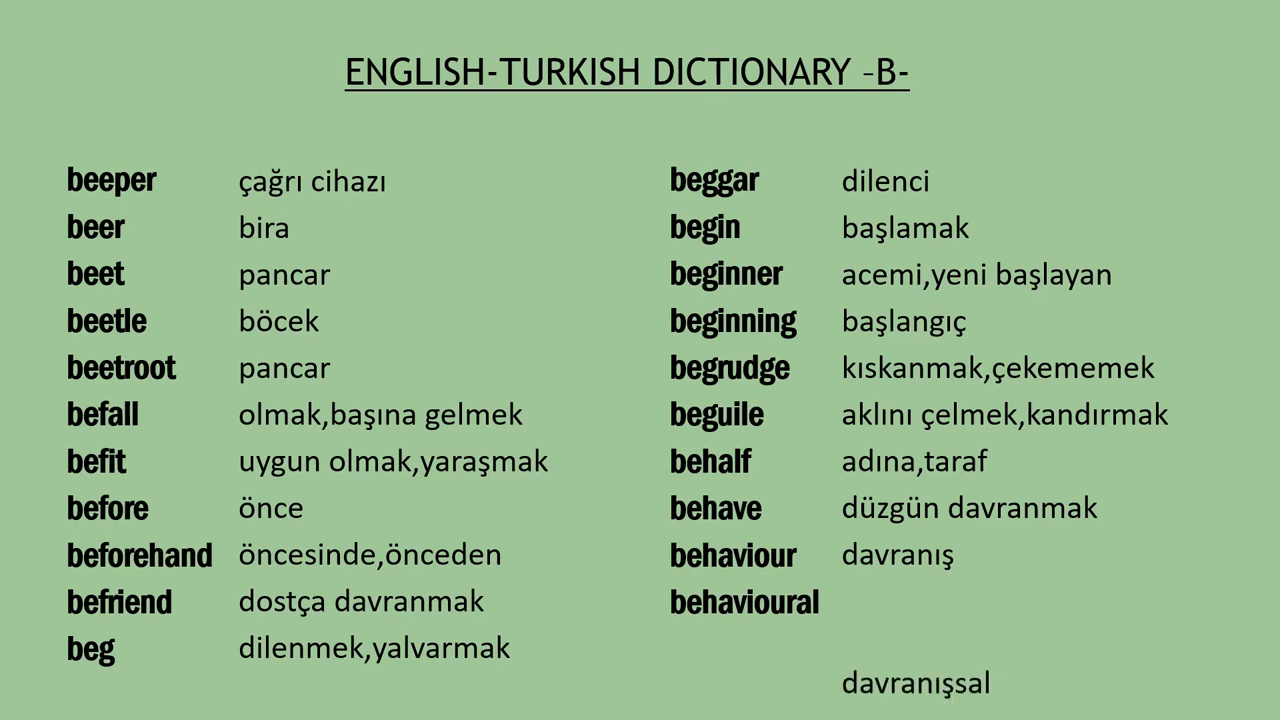 ENGLISH-TURKISH DICTIONARY –B-
beeper çağrı cihazı
beer bira
beet pancar
beetle böcek
beetroot pancar
befall olmak,başına gelmek
befit uygun olmak,yaraşmak
before önce
beforehand öncesinde,önceden
befriend dostça davranmak
beg dilenmek,yalvarmak
beggar dilenci
begin başlamak
beginner acemi,yeni başlayan
beginning başlangıç
begrudge kıskanmak,çekememek
beguile aklını çelmek,kandırmak
behalf adına,taraf
behave düzgün davranmak
behaviour davranış
behavioural
davranışsal